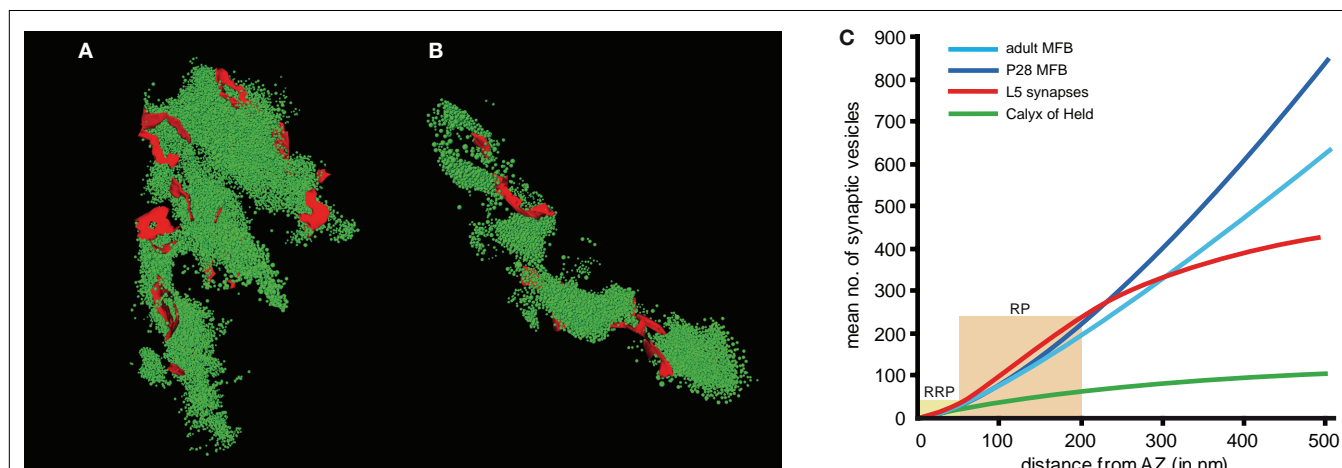 A
B
C
900
800
700
600
500
400
300
200
100
0
mean no. of synaptic vesicles
adult MFB
P28 MFB
L5 synapses
Calyx of Held
RP
RRP
0 100 200 300 400 500
distance from AZ (in nm)